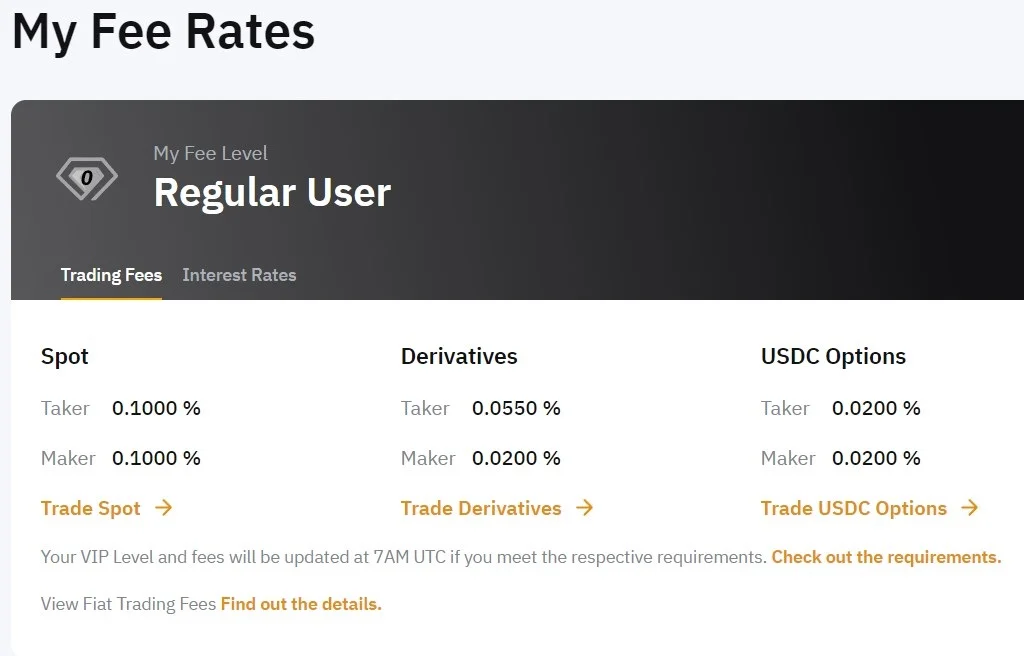 My Fee Rates
0
My Fee Level
Regular User
Trading Fees Interest Rates
Spot Derivatives USDC Options
Taker 0.1000 % Taker 0.0550 % Taker 0.0200 %
Maker 0.1000 % Maker 0.0200 % Maker 0.0200 %
Trade Spot → Trade Derivatives → Trade USDC Options →
Your VIP Level and fees will be updated at 7AM UTC if you meet the respective requirements. Check out the requirements.
View Fiat Trading Fees Find out the details.